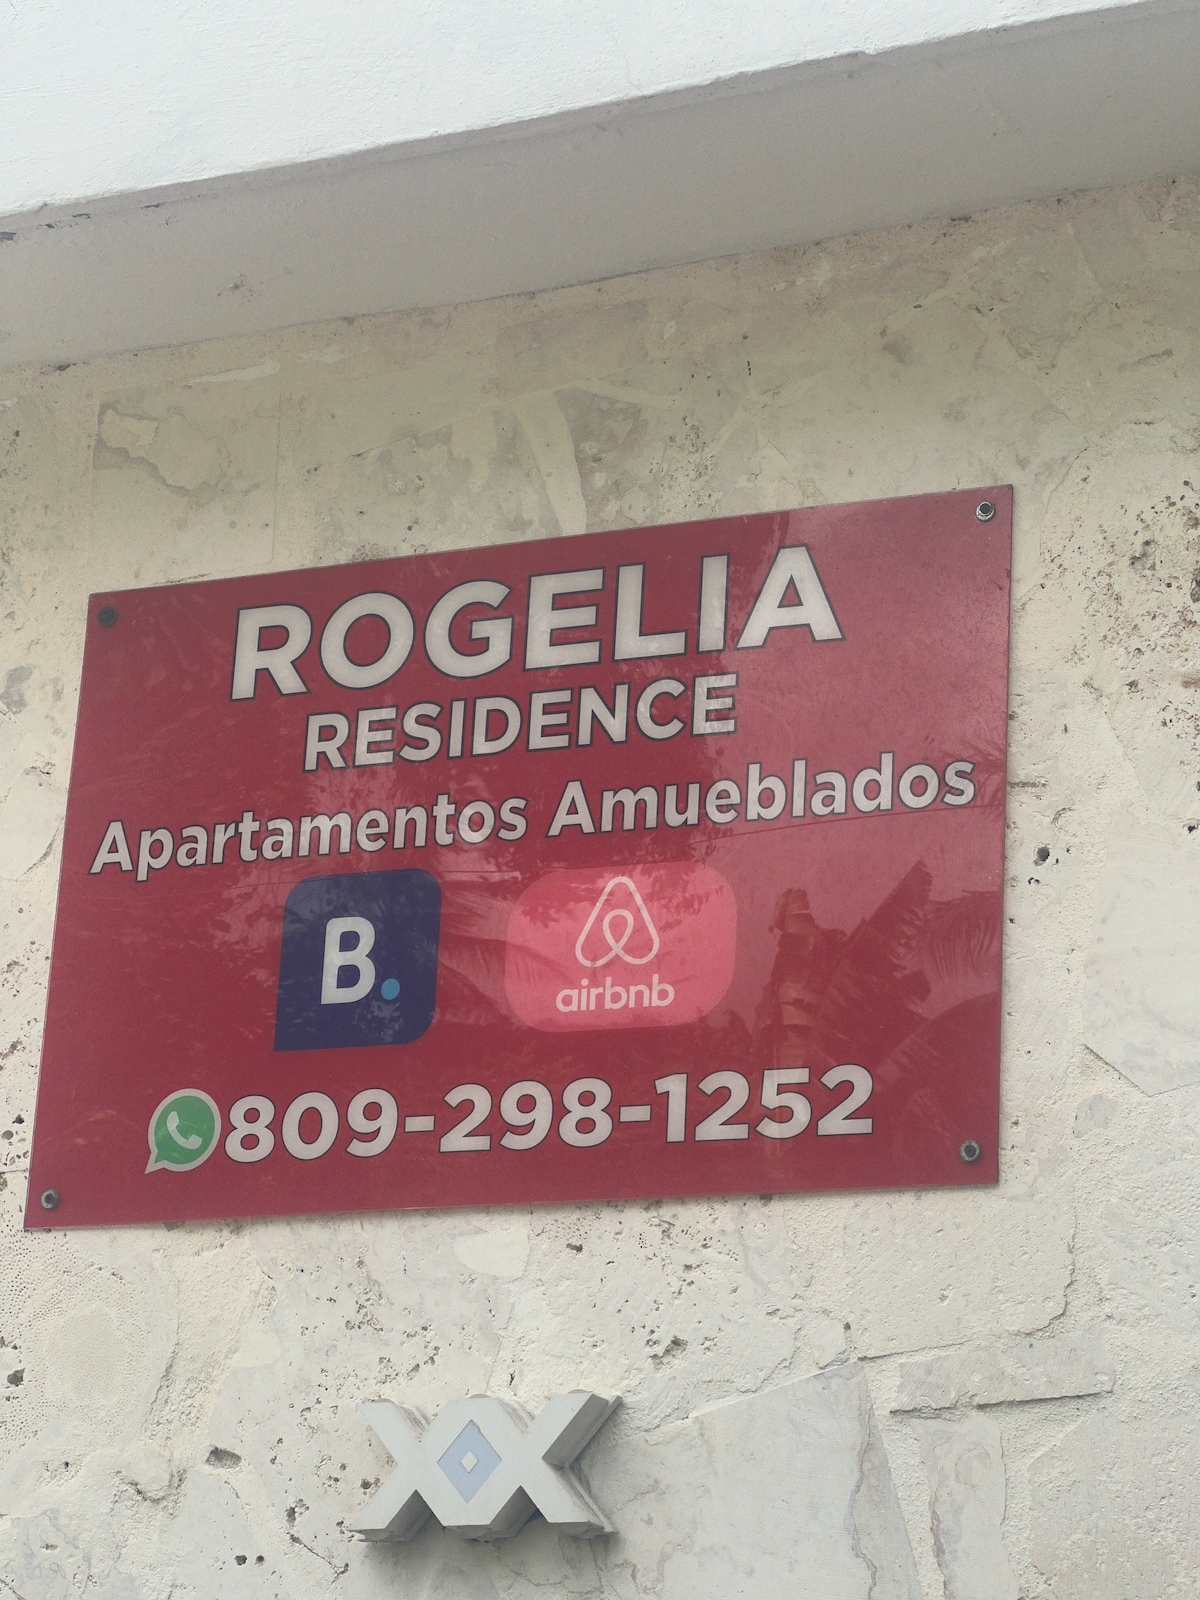 ROGELIA
RESIDENCE
Apartamentos Amueblados
B.
airbnb
809-298-1252